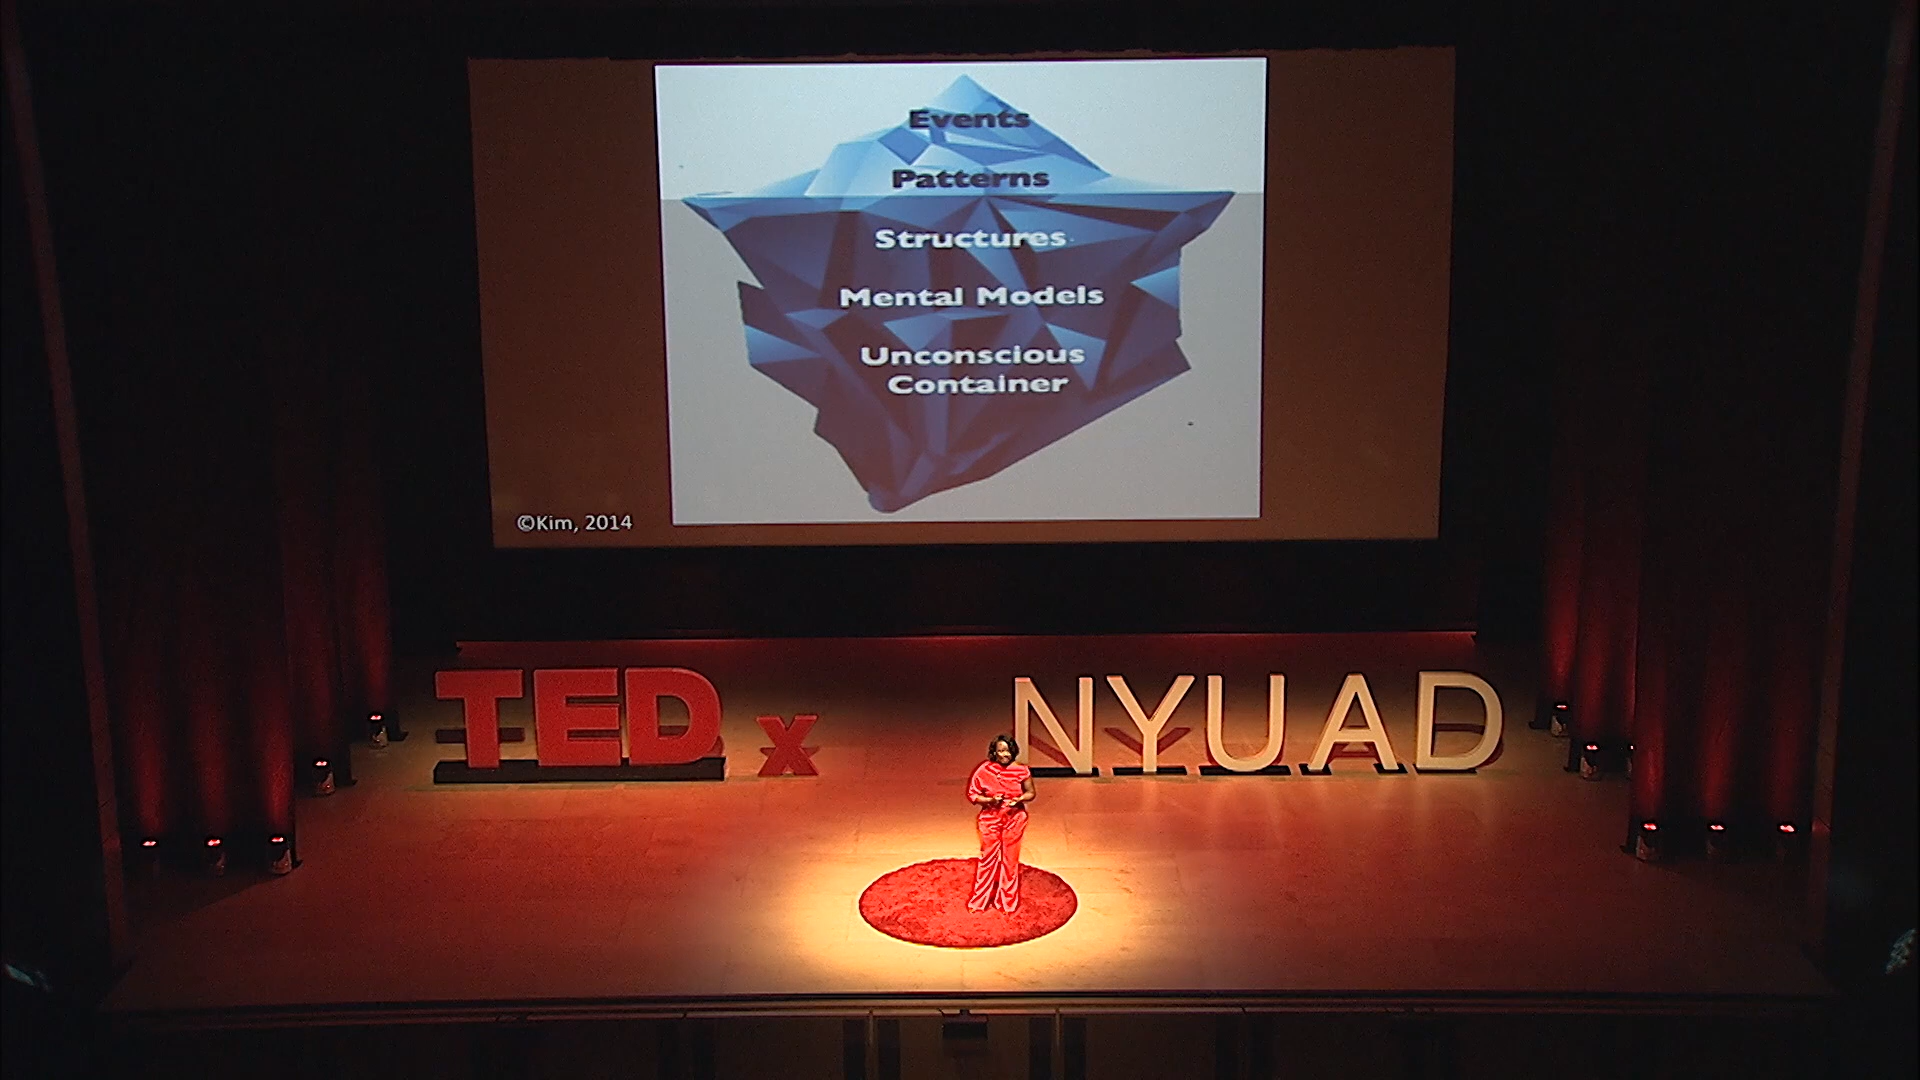 Events
Patterns
Structures
Mental Models
Unconscious
Container
©Kim, 2014
TEDx NYUAD